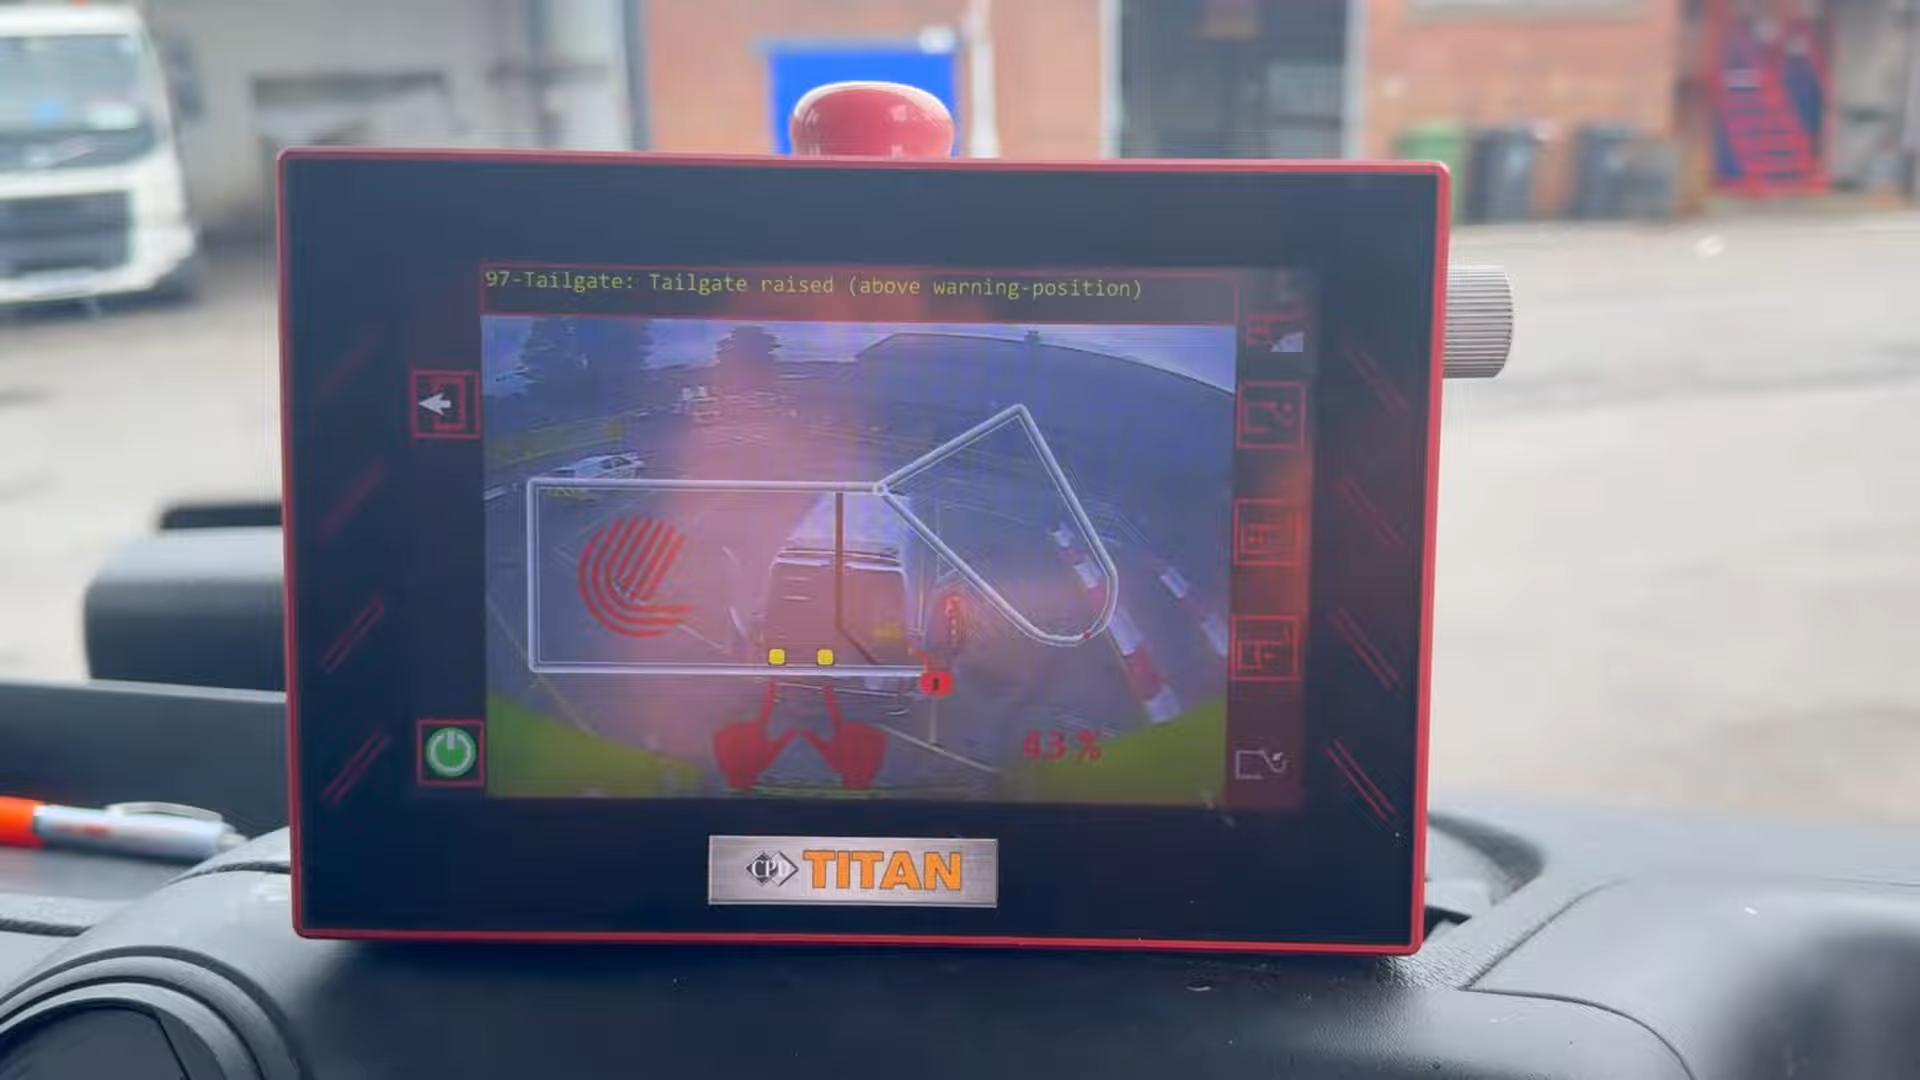 97-Tailgate: Tailgate raised (above warning-position)
43%
CPD TITAN